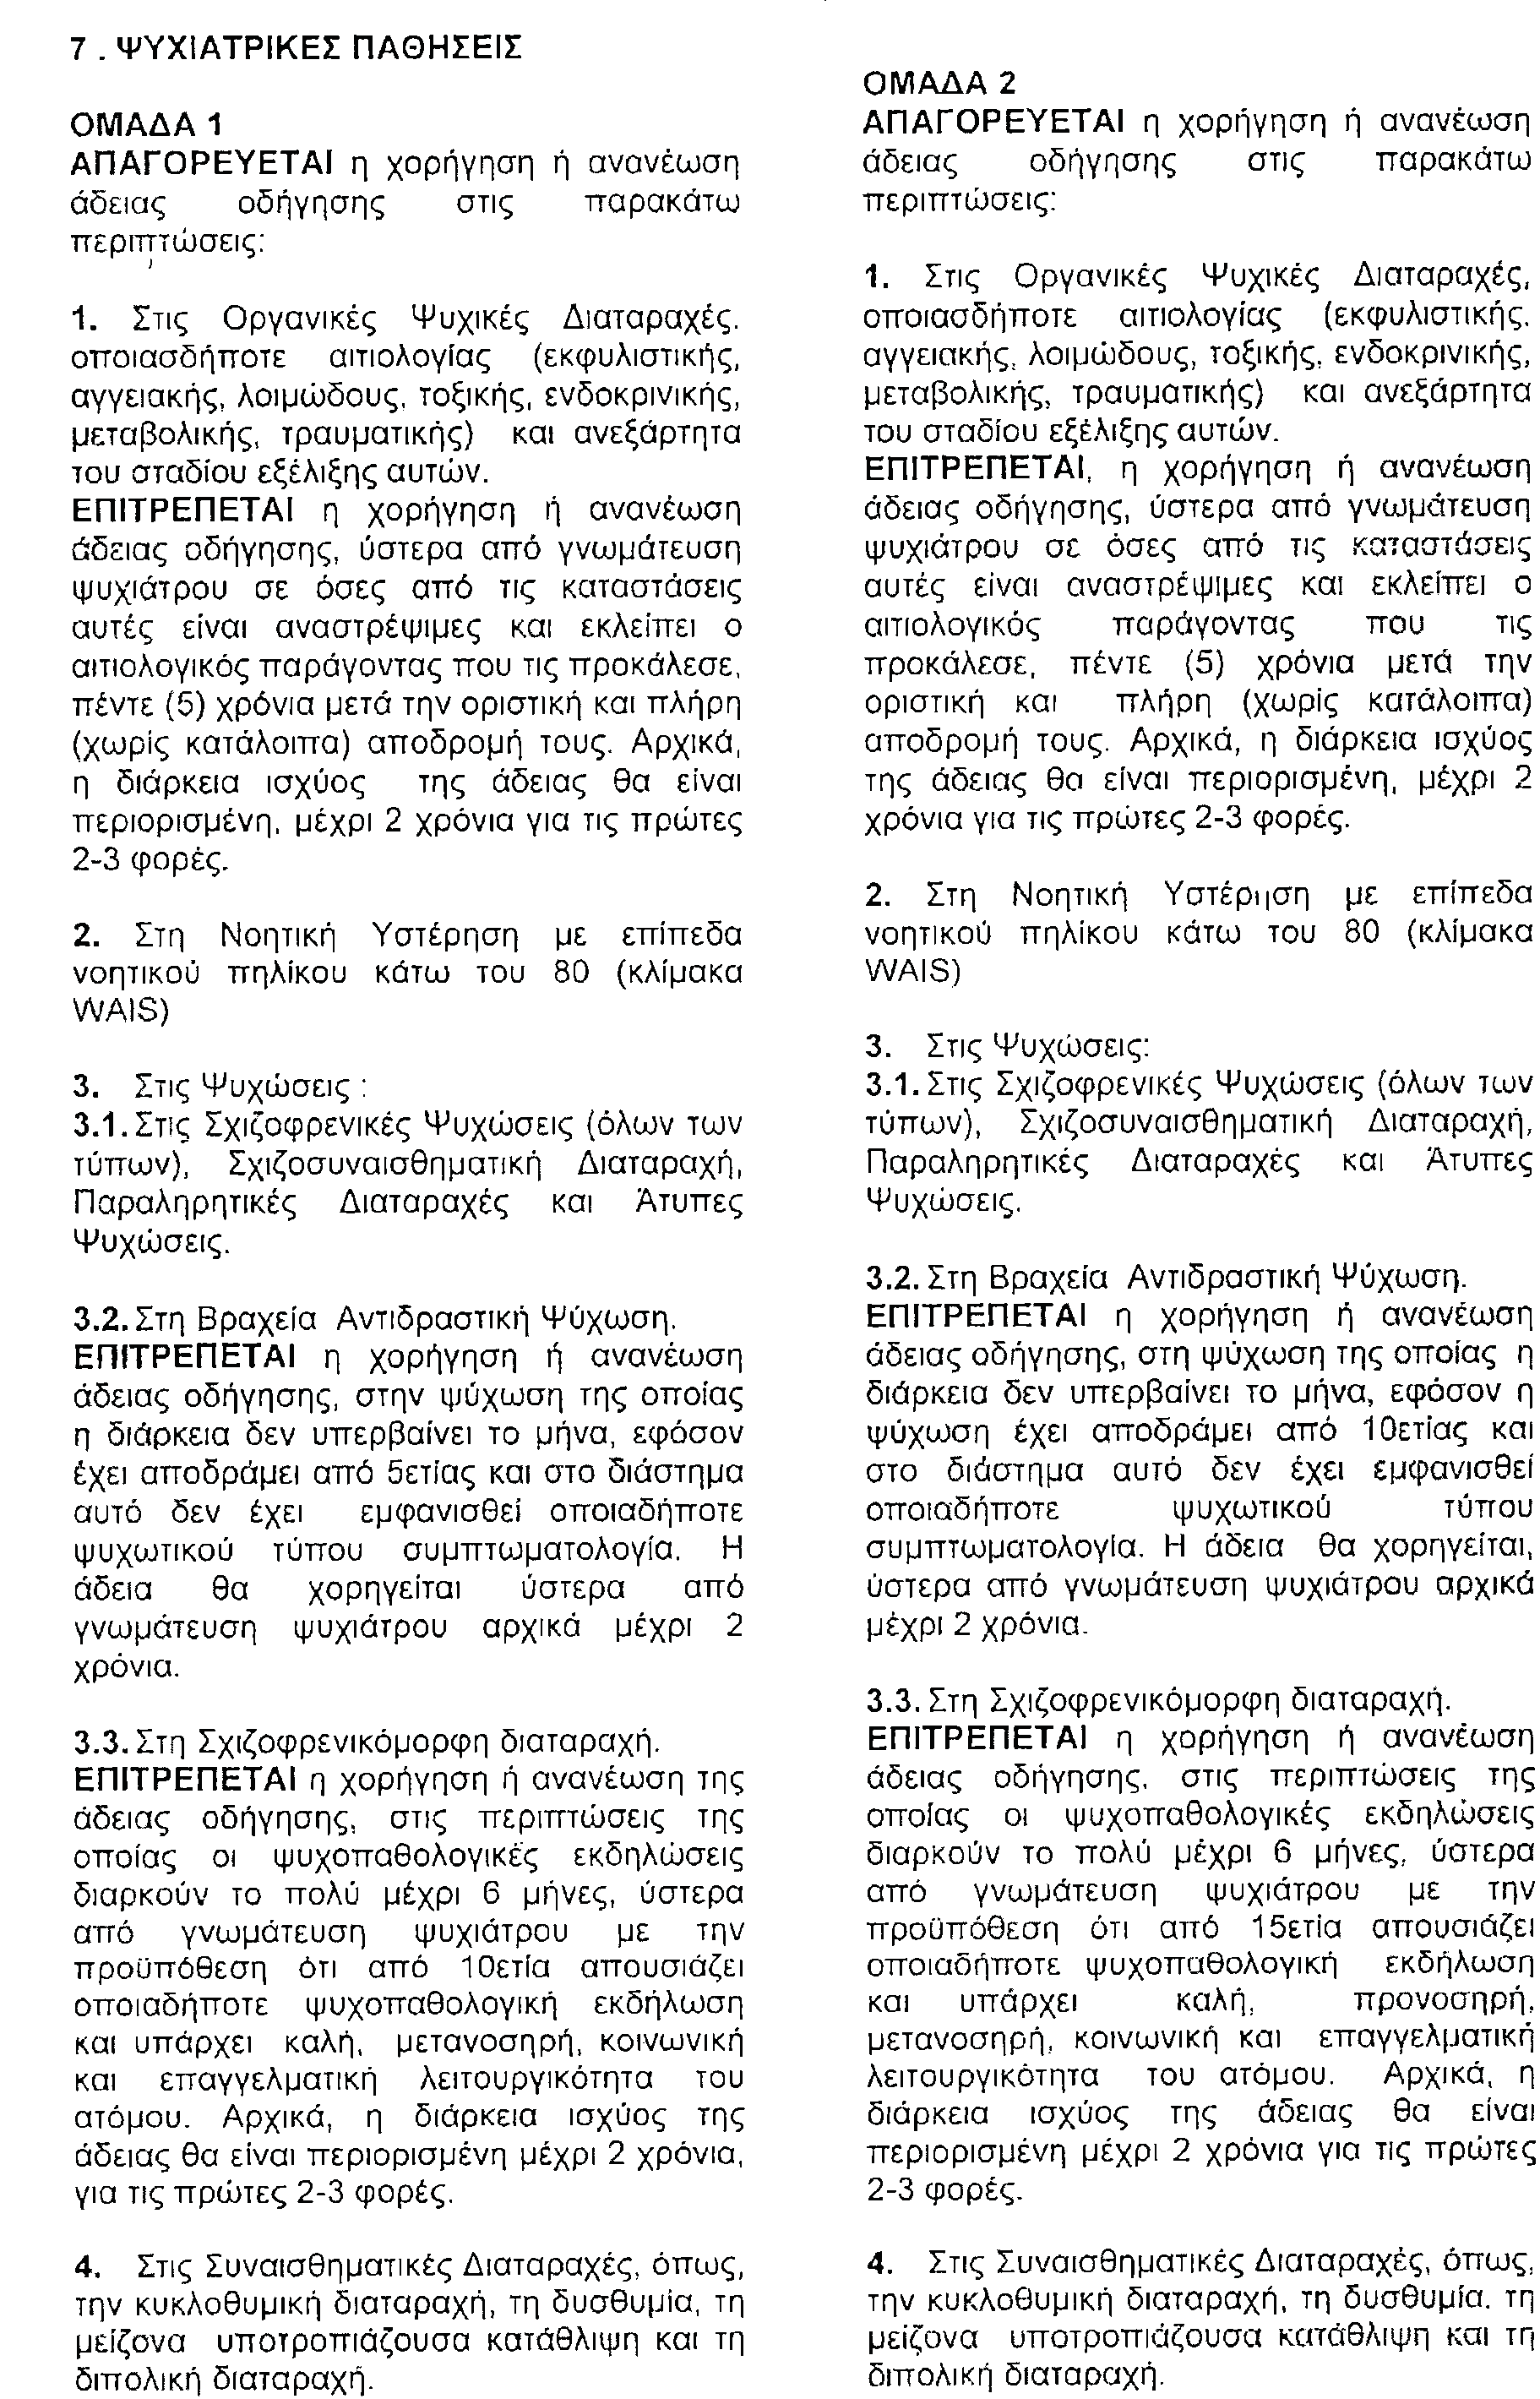 7 . ΨΥΧΙΑΤΡΙΚΕΣ ΠΑΘΗΣΕΙΣ
ΟΜΑΔΑ 1
ΑΠΑΓΟΡΕΥΕΤΑΙ η χορήγηση ή ανανέωση
άδειας οδήγησης στις παρακάτω
περιπτώσεις:
1. Στις Οργανικές Ψυχικές Διαταραχές.
οποιασδήποτε αιτιολογίας (εκφυλιστικής,
αγγειακής, λοιμώδους, τοξικής, ενδοκρινικής,
μεταβολικής, τραυματικής) και ανεξάρτητα
του σταδίου εξέλιξης αυτών.
ΕΠΙΤΡΕΠΕΤΑΙ η χορήγηση ή ανανέωση
άδειας οδήγησης, ύστερα από γνωμάτευση
ψυχιάτρου σε όσες από τις καταστάσεις
αυτές είναι αναστρέψιμες και εκλείπει ο
αιτιολογικός παράγοντας που τις προκάλεσε,
πέντε (5) χρόνια μετά την οριστική και πλήρη
(χωρίς κατάλοιπα) αποδρομή τους. Αρχικά,
η διάρκεια ισχύος της άδειας θα είναι
περιορισμένη, μέχρι 2 χρόνια για τις πρώτες
2-3 φορές.
2. Στη Νοητική Υστέρηση με επίπεδα
νοητικού πηλίκου κάτω του 80 (κλίμακα
WAIS)
3. Στις Ψυχώσεις :
3.1. Στις Σχιζοφρενικές Ψυχώσεις (όλων των
τύπων), Σχιζοσυναισθηματική Διαταραχή,
Παραληρητικές Διαταραχές και Άτυπες
Ψυχώσεις.
3.2. Στη Βραχεία Αντιδραστική Ψύχωση.
ΕΠΙΤΡΕΠΕΤΑΙ η χορήγηση ή ανανέωση
άδειας οδήγησης, στην ψύχωση της οποίας
η διάρκεια δεν υπερβαίνει το μήνα, εφόσον
έχει αποδράμει από 5ετίας και στο διάστημα
αυτό δεν έχει εμφανισθεί οποιαδήποτε
ψυχωτικού τύπου συμπτωματολογία. Η
άδεια θα χορηγείται ύστερα από
γνωμάτευση ψυχιάτρου αρχικά μέχρι 2
χρόνια.
3.3. Στη Σχιζοφρενικόμορφη διαταραχή.
ΕΠΙΤΡΕΠΕΤΑΙ η χορήγηση ή ανανέωση της
άδειας οδήγησης, στις περιπτώσεις της
οποίας οι ψυχοπαθολογικές εκδηλώσεις
διαρκούν το πολύ μέχρι 6 μήνες, ύστερα
από γνωμάτευση ψυχιάτρου με την
προϋπόθεση ότι από 10ετία απουσιάζει
οποιαδήποτε ψυχοπαθολογική εκδήλωση
και υπάρχει καλή, μετανοσηρή, κοινωνική
και επαγγελματική λειτουργικότητα του
ατόμου. Αρχικά, η διάρκεια ισχύος της
άδειας θα είναι περιορισμένη μέχρι 2 χρόνια,
για τις πρώτες 2-3 φορές.
4. Στις Συναισθηματικές Διαταραχές, όπως,
την κυκλοθυμική διαταραχή, τη δυσθυμία, τη
μείζονα υποτροπιάζουσα κατάθλιψη και τη
διπολική διαταραχή.
ΟΜΑΔΑ 2
ΑΠΑΓΟΡΕΥΕΤΑΙ η χορήγηση ή ανανέωση
άδειας οδήγησης στις παρακάτω
περιπτώσεις:
1. Στις Οργανικές Ψυχικές Διαταραχές,
οποιασδήποτε αιτιολογίας (εκφυλιστικής,
αγγειακής, λοιμώδους, τοξικής, ενδοκρινικής,
μεταβολικής, τραυματικής) και ανεξάρτητα
του σταδίου εξέλιξης αυτών.
ΕΠΙΤΡΕΠΕΤΑΙ, η χορήγηση ή ανανέωση
άδειας οδήγησης, ύστερα από γνωμάτευση
ψυχιάτρου σε όσες από τις καταστάσεις
αυτές είναι αναστρέψιμες και εκλείπει ο
αιτιολογικός παράγοντας που τις
προκάλεσε, πέντε (5) χρόνια μετά την
οριστική και πλήρη (χωρίς κατάλοιπα)
αποδρομή τους. Αρχικά, η διάρκεια ισχύος
της άδειας θα είναι περιορισμένη, μέχρι 2
χρόνια για τις πρώτες 2-3 φορές.
2. Στη Νοητική Υστέρηση με επίπεδα
νοητικού πηλίκου κάτω του 80 (κλίμακα
WAIS)
3. Στις Ψυχώσεις:
3.1. Στις Σχιζοφρενικές Ψυχώσεις (όλων των
τύπων), Σχιζοσυναισθηματική Διαταραχή,
Παραληρητικές Διαταραχές και Άτυπες
Ψυχώσεις.
3.2. Στη Βραχεία Αντιδραστική Ψύχωση.
ΕΠΙΤΡΕΠΕΤΑΙ η χορήγηση ή ανανέωση
άδειας οδήγησης, στη ψύχωση της οποίας η
διάρκεια δεν υπερβαίνει το μήνα, εφόσον η
ψύχωση έχει αποδράμει από 10ετίας και
στο διάστημα αυτό δεν έχει εμφανισθεί
οποιαδήποτε ψυχωτικού τύπου
συμπτωματολογία. Η άδεια θα χορηγείται,
ύστερα από γνωμάτευση ψυχιάτρου αρχικά
μέχρι 2 χρόνια.
3.3. Στη Σχιζοφρενικόμορφη διαταραχή.
ΕΠΙΤΡΕΠΕΤΑΙ η χορήγηση ή ανανέωση
άδειας οδήγησης, στις περιπτώσεις της
οποίας οι ψυχοπαθολογικές εκδηλώσεις
διαρκούν το πολύ μέχρι 6 μήνες, ύστερα
από γνωμάτευση ψυχιάτρου με την
προϋπόθεση ότι από 15ετία απουσιάζει
οποιαδήποτε ψυχοπαθολογική εκδήλωση
και υπάρχει καλή, προνοσηρή,
μετανοσηρή, κοινωνική και επαγγελματική
λειτουργικότητα του ατόμου. Αρχικά, η
διάρκεια ισχύος της άδειας θα είναι
περιορισμένη μέχρι 2 χρόνια για τις πρώτες
2-3 φορές.
4. Στις Συναισθηματικές Διαταραχές, όπως,
την κυκλοθυμική διαταραχή, τη δυσθυμία, τη
μείζονα υποτροπιάζουσα κατάθλιψη και τη
διπολική διαταραχή.